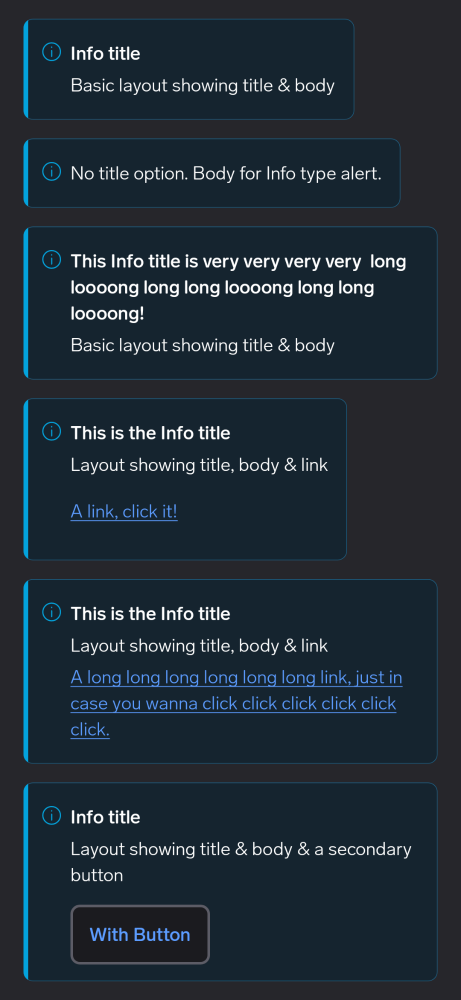 Info title
Basic layout showing title & body
No title option. Body for Info type alert.
This Info title is very very very very  long
loooong long long loooong long long
loooong!
Basic layout showing title & body
This is the Info title
Layout showing title, body & link
A link, click it!
This is the Info title
Layout showing title, body & link
A long long long long long long link, just in
case you wanna click click click click click
click.
Info title
Layout showing title & body & a secondary
button
With Button